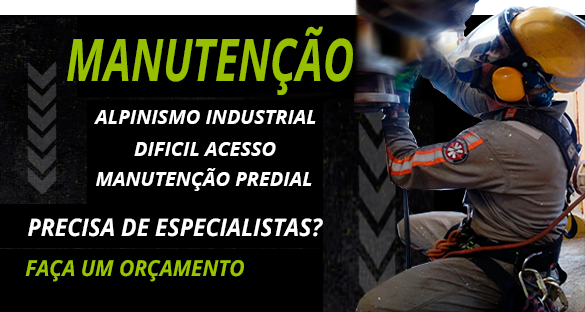 MANUTENÇÃO
ALPINISMO INDUSTRIAL
DIFICIL ACESSO
MANUTENÇÃO PREDIAL
PRECISA DE ESPECIALISTAS?
FAÇA UM ORÇAMENTO